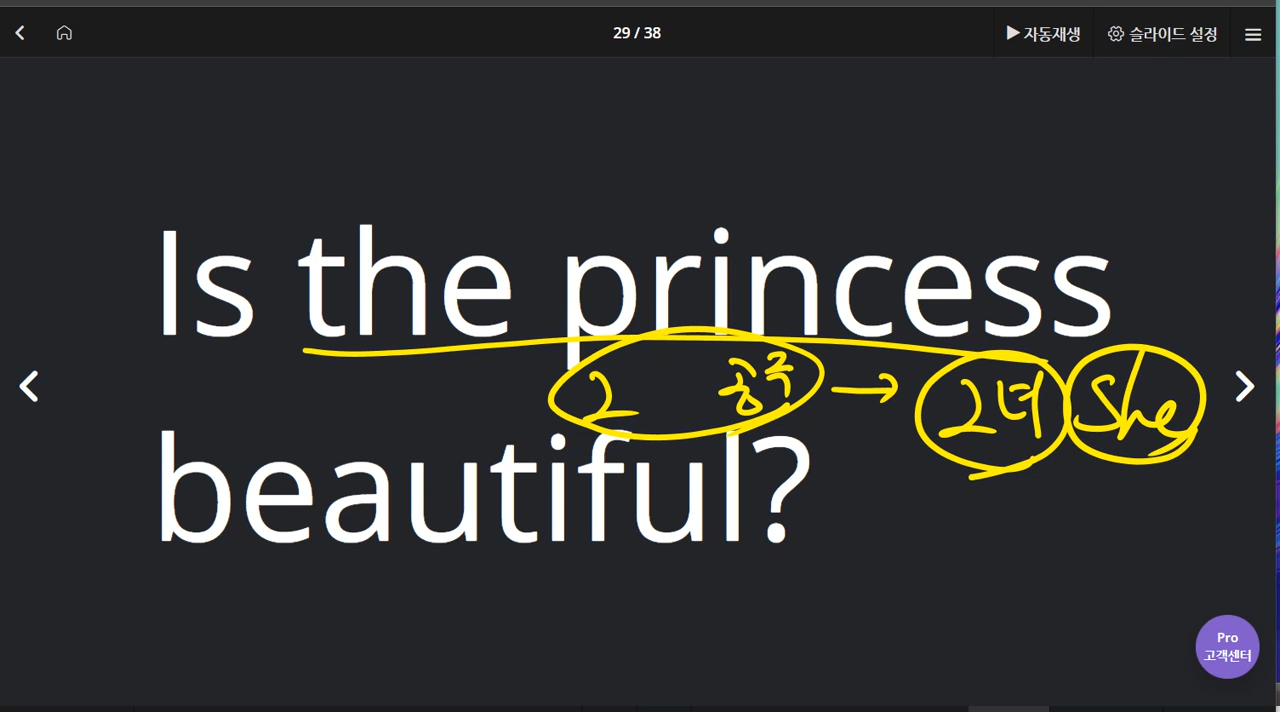 29 / 38
▶ 자동재생
슬라이드 설정
Is the princess
그 공주 → 그녀 She
beautiful?
Pro
고객센터